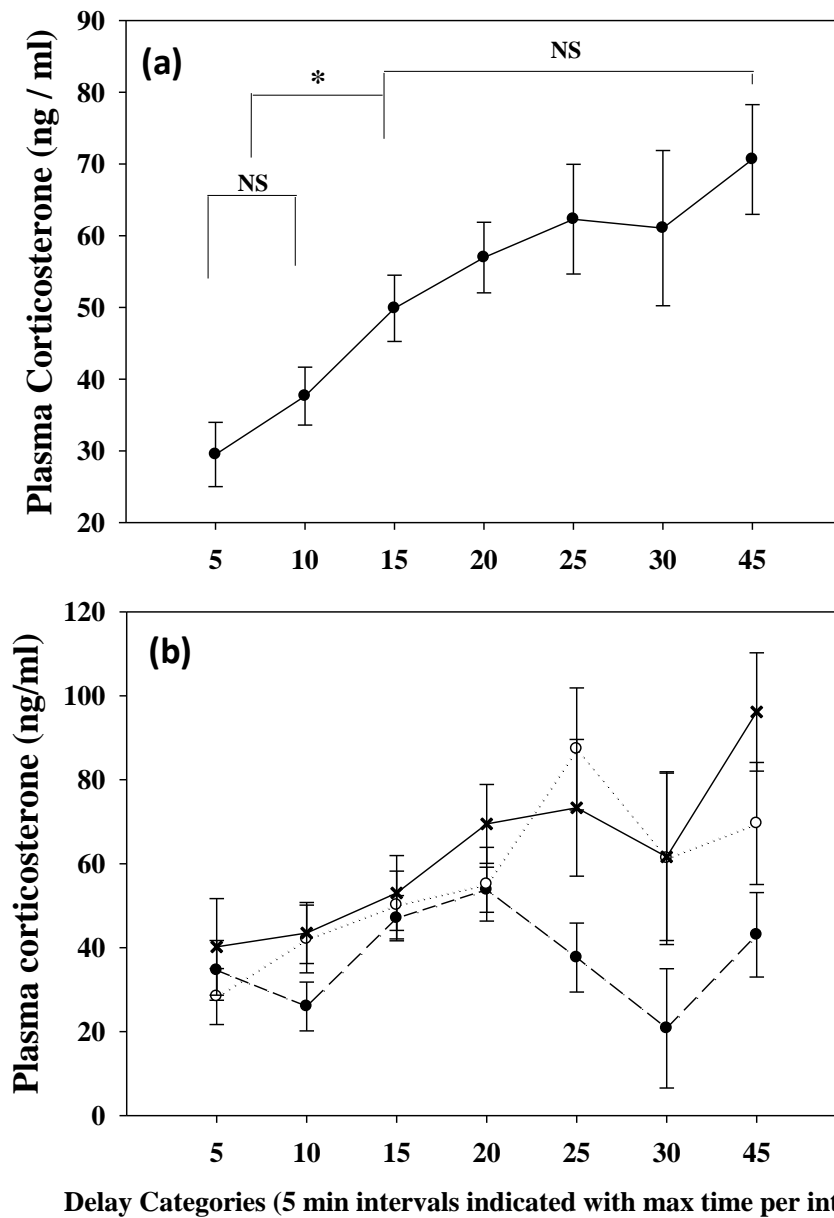 Plasma Corticosterone (ng / ml)
90
80
70
60
50
40
30
20
(a)
NS
*
NS
5 10 15 20 25 30 45
Plasma corticosterone (ng/ml)
120
100
80
60
40
20
0
(b)
5 10 15 20 25 30 45
Delay Categories (5 min intervals indicated with max time per int